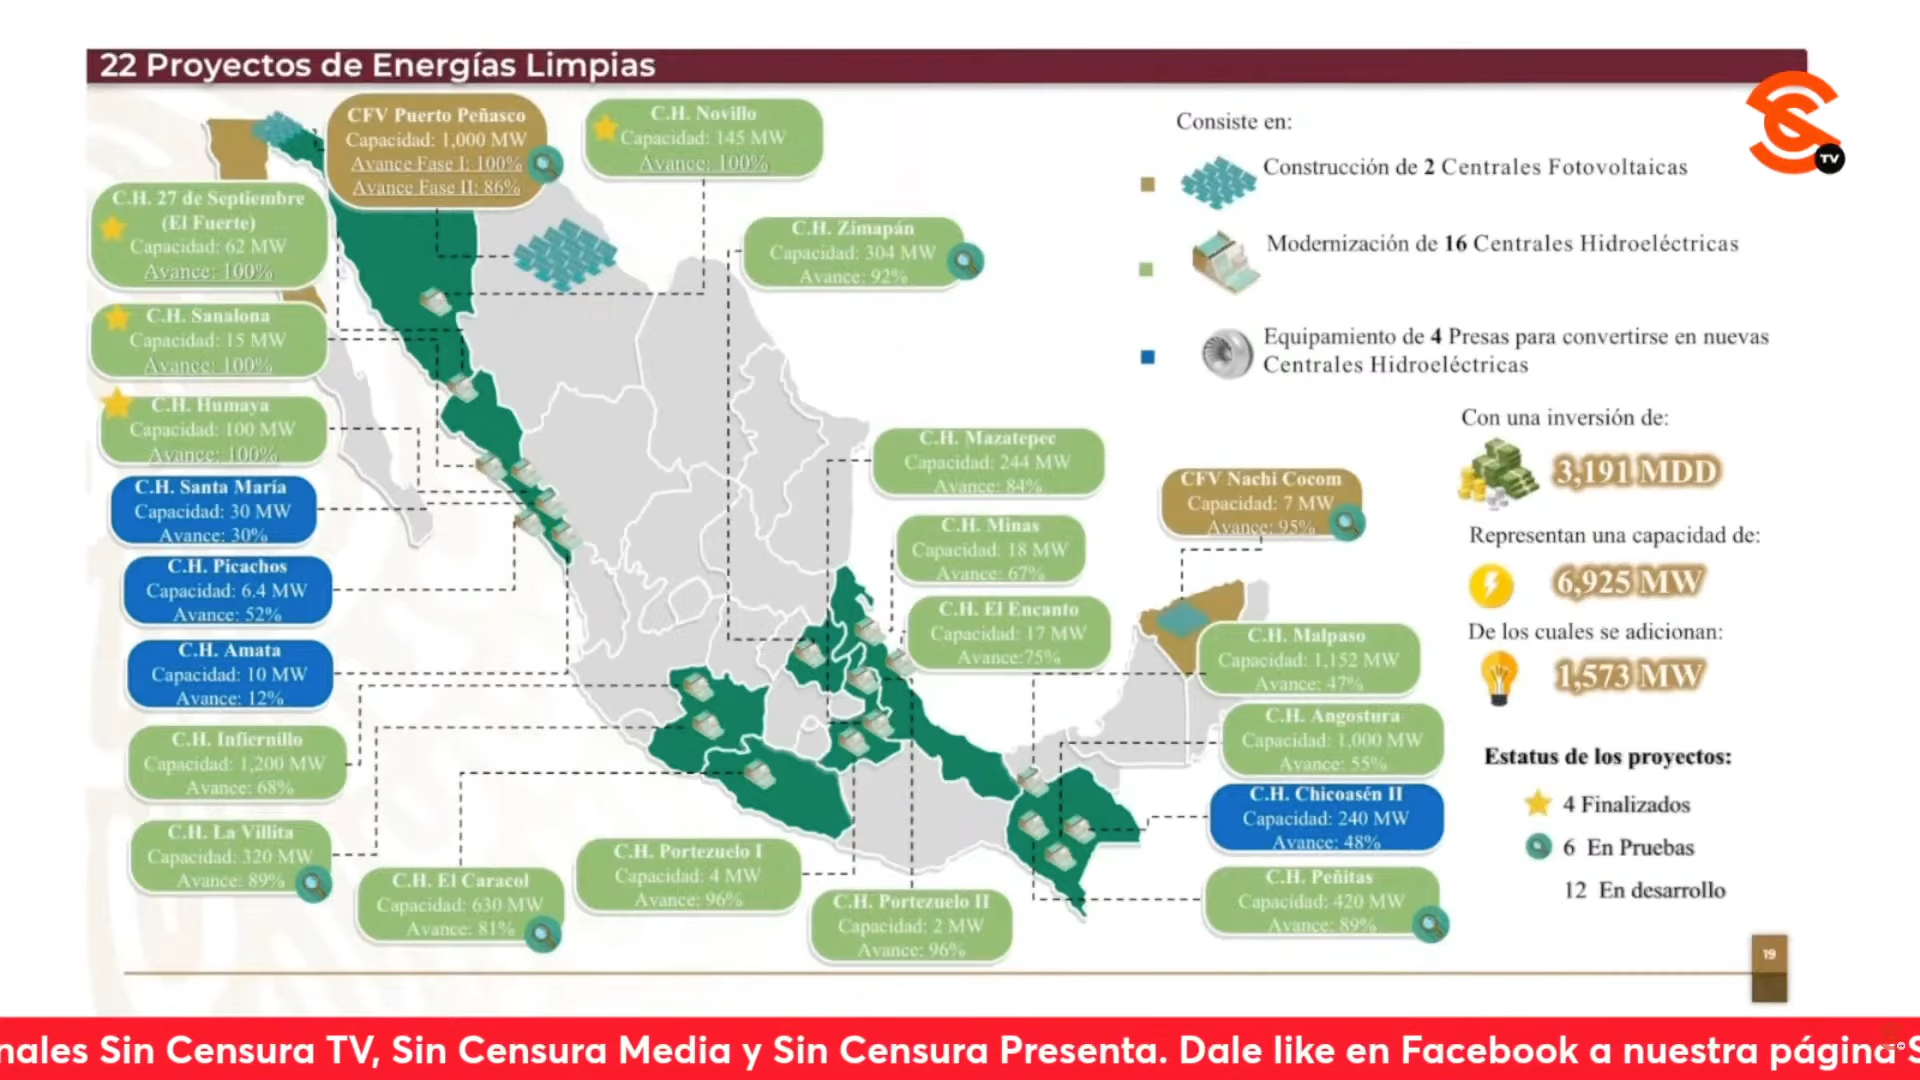 22 Proyectos de Energías Limpias
CFV Puerto Peñasco
Capacidad: 1,000 MW
Avance Fase I: 100%
Avance Fase II: 86%
C.H. Novillo
Capacidad: 145 MW
Avance: 100%
C.H. 27 de Septiembre
(El Fuerte)
Capacidad: 62 MW
Avance: 100%
C.H. Zimapán
Capacidad: 304 MW
Avance: 92%
C.H. Sanalona
Capacidad: 15 MW
Avance: 100%
C.H. Humaya
Capacidad: 100 MW
Avance: 100%
C.H. Santa María
Capacidad: 30 MW
Avance: 30%
C.H. Picachos
Capacidad: 6.4 MW
Avance: 52%
C.H. Amata
Capacidad: 10 MW
Avance: 12%
C.H. Infiernillo
Capacidad: 1,200 MW
Avance: 68%
C.H. La Villita
Capacidad: 320 MW
Avance: 89%
C.H. El Caracol
Capacidad: 630 MW
Avance: 81%
C.H. Portezuelo I
Capacidad: 4 MW
Avance: 96%
C.H. Portezuelo II
Capacidad: 2 MW
Avance: 96%
C.H. Mazatepec
Capacidad: 244 MW
Avance: 84%
C.H. Minas
Capacidad: 18 MW
Avance: 67%
C.H. El Encanto
Capacidad: 17 MW
Avance:75%
CFV Nachi Cocom
Capacidad: 7 MW
Avance: 95%
C.H. Malpaso
Capacidad: 1,152 MW
Avance: 47%
C.H. Angostura
Capacidad: 1,000 MW
Avance: 55%
C.H. Chicoasén II
Capacidad: 240 MW
Avance: 48%
C.H. Peñitas
Capacidad: 420 MW
Avance: 89%
Consiste en:
Construcción de 2 Centrales Fotovoltaicas
Modernización de 16 Centrales Hidroeléctricas
Equipamiento de 4 Presas para convertirse en nuevas
Centrales Hidroeléctricas
Con una inversión de:
3,191 MDD
Representan una capacidad de:
6,925 MW
De los cuales se adicionan:
1,573 MW
Estatus de los proyectos:
4 Finalizados
6 En Pruebas
12 En desarrollo
19
TV
nales Sin Censura TV, Sin Censura Media y Sin Censura Presenta. Dale like en Facebook a nuestra página S